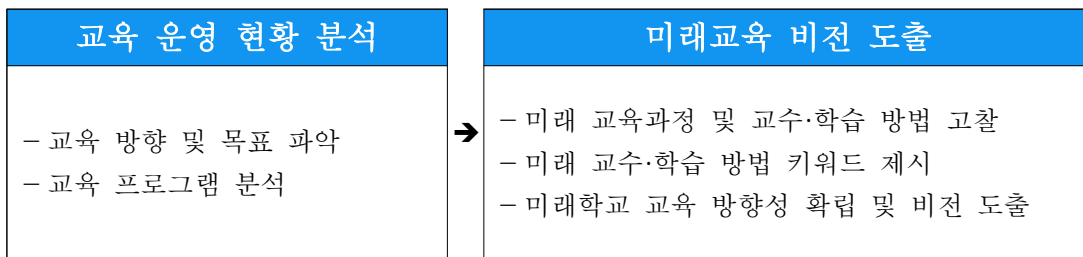 교육 운영 현황 분석
– 교육 방향 및 목표 파악
– 교육 프로그램 분석
➔
미래교육 비전 도출
– 미래 교육과정 및 교수·학습 방법 고찰
– 미래 교수·학습 방법 키워드 제시
– 미래학교 교육 방향성 확립 및 비전 도출